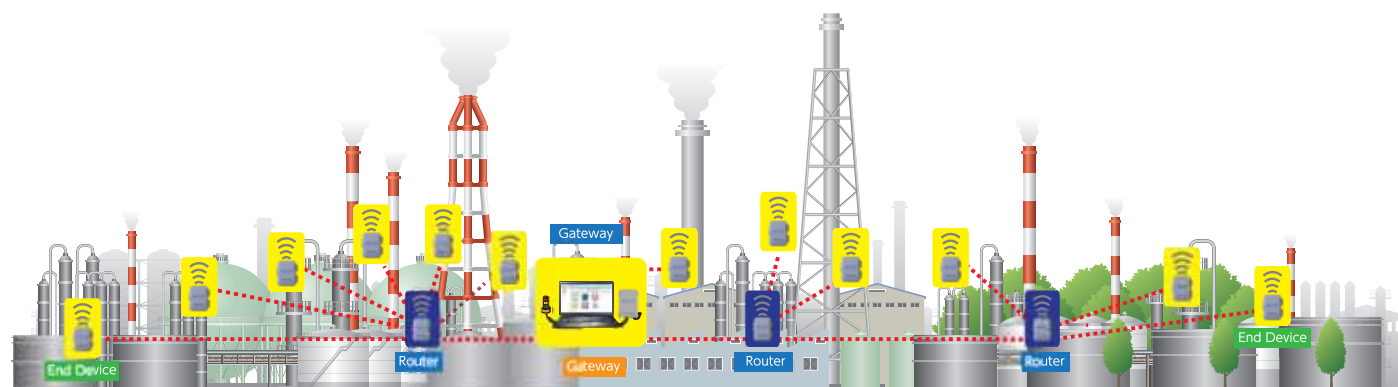 Gateway
End Device
Router
Gateway
Router
Router
End Device